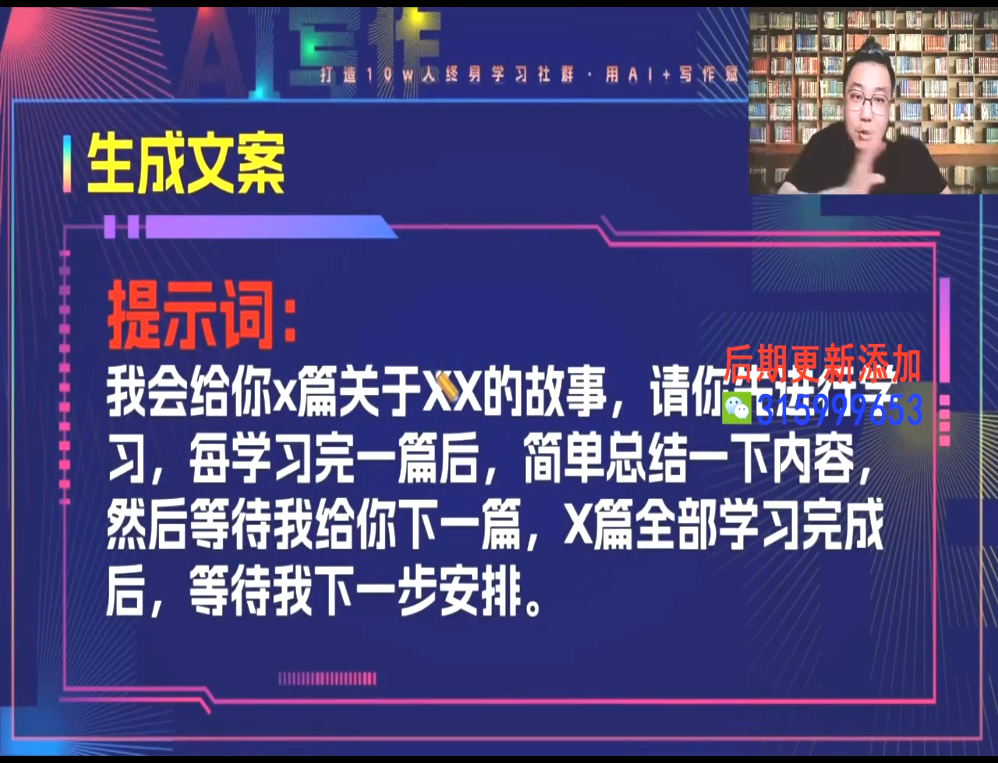 AI写作
打造10w人终身学习社群·用AI+写作赋
生成文案
提示词：
我会给你x篇关于XX的故事，请你
习，每学习完一篇后，简单总结一下内容，
然后等待我给你下一篇，X篇全部学习完成
后，等待我下一步安排。
后期更新添加
315999653